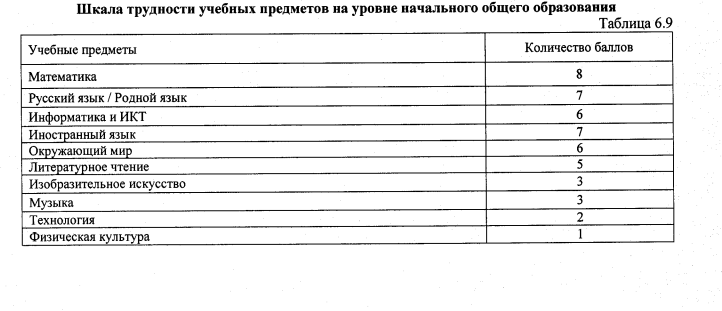 Шкала трудности учебных предметов на уровне начального общего образования
Таблица 6.9
Учебные предметы Количество баллов
Математика 8
Русский язык / Родной язык 7
Информатика и ИКТ 6
Иностранный язык 7
Окружающий мир 6
Литературное чтение 5
Изобразительное искусство 3
Музыка 3
Технология 2
Физическая культура 1